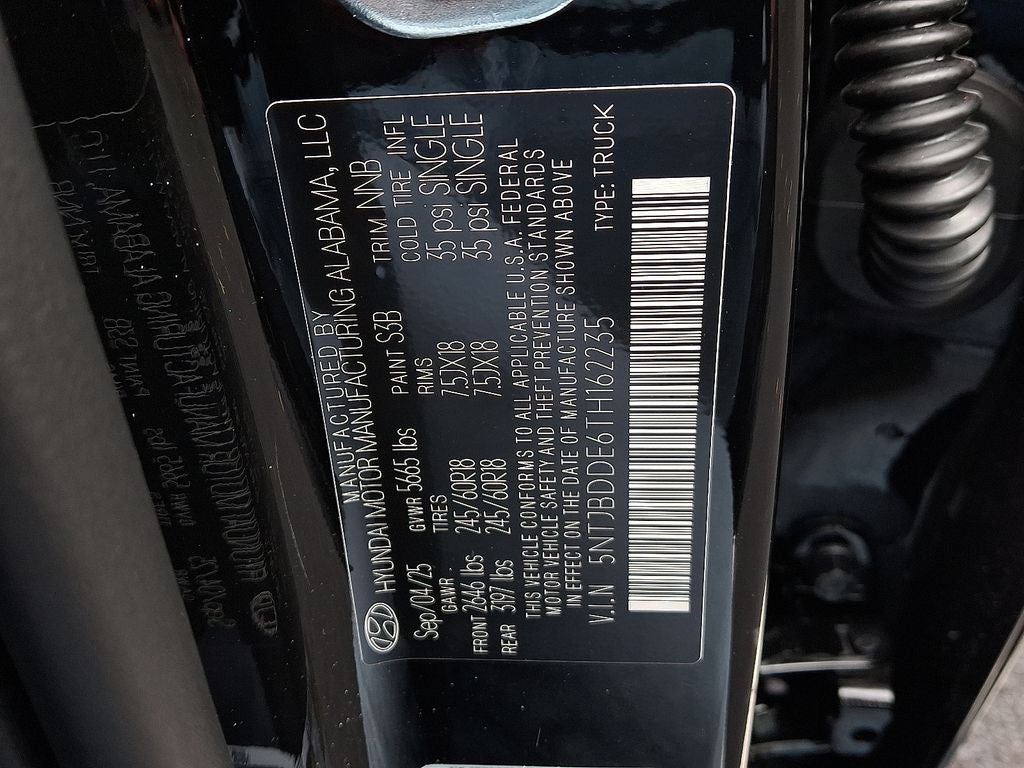 MANUFACTURED BY
HYUNDAI MOTOR MANUFACTURING ALABAMA, LLC
Sep/04/25 GVWR 5665 lbs PAINT S3B TRIM NNB
GAWR TIRES RIMS COLD TIRE INFL
FRONT 2646 lbs 245/60R18 7.5JX18 35 psi SINGLE
REAR 3971 lbs 245/60R18 7.5JX18 35 psi SINGLE
THIS VEHICLE CONFORMS TO ALL APPLICABLE U.S.A. FEDERAL
MOTOR VEHICLE SAFETY AND THEFT PREVENTION STANDARDS
IN EFFECT ON THE DATE OF MANUFACTURE SHOWN ABOVE
V.I.N 5NTJBDDE6TH162235 TYPE: TRUCK